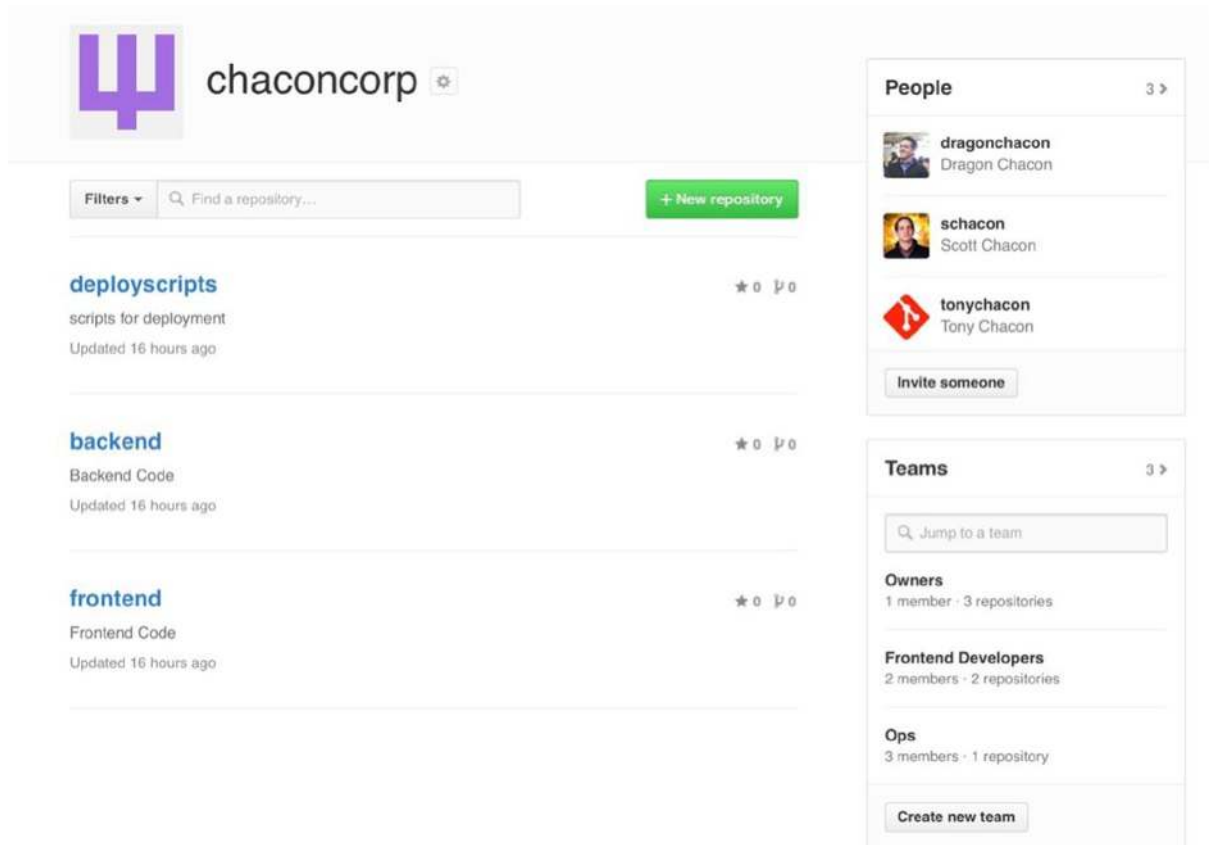 chaoncorp
Filters
Find a repository...
+ New repository
deployscripts
0 0
scripts for deployment
Updated 16 hours ago
backend
0 0
Backend Code
Updated 16 hours ago
frontend
0 0
Frontend Code
Updated 16 hours ago
People 3
dragonchacon
Dragon Chacon
schacon
Scott Chacon
tonychacon
Tony Chacon
Invite someone
Teams 3
Jump to a team
Owners
1 member · 3 repositories
Frontend Developers
2 members · 2 repositories
Ops
3 members · 1 repository
Create new team